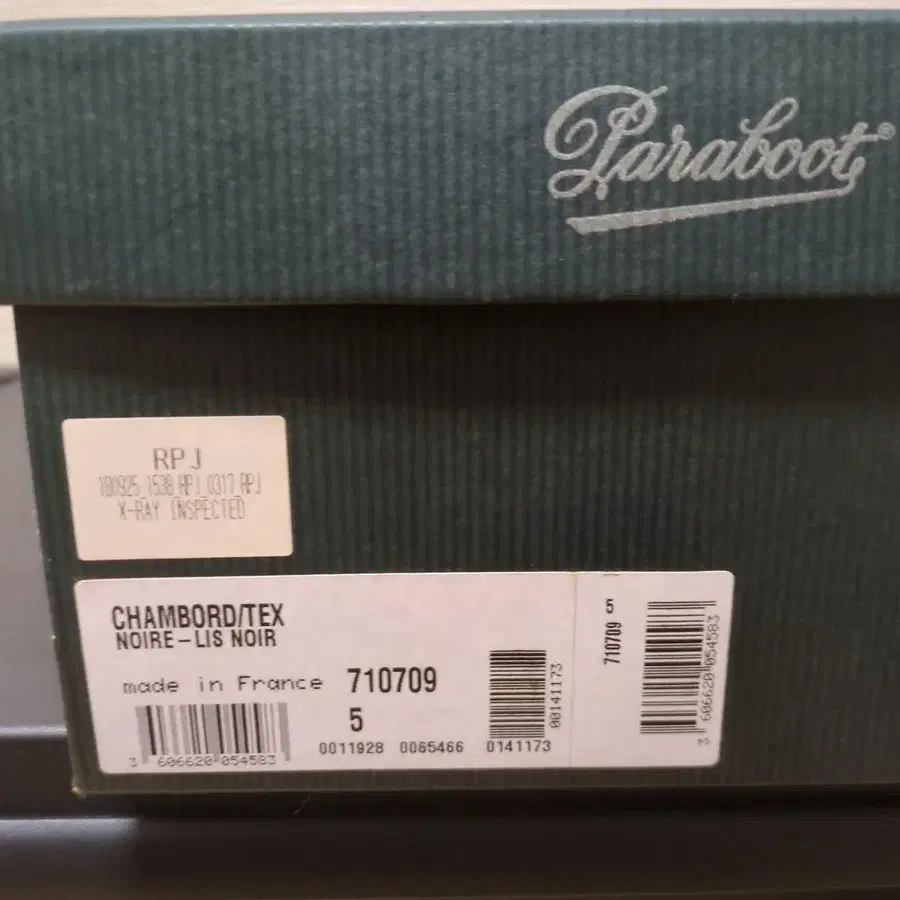 Paraboot®
RPJ
180925_1538_RPJ_0317_RPJ
X-RAY INSPECTED
CHAMBORD/TEX
NOIRE – LIS NOIR
made in France 710709
5
3 606620 054583
0011928 0065466 0141173
00141173
5
710709
3 606620 054583